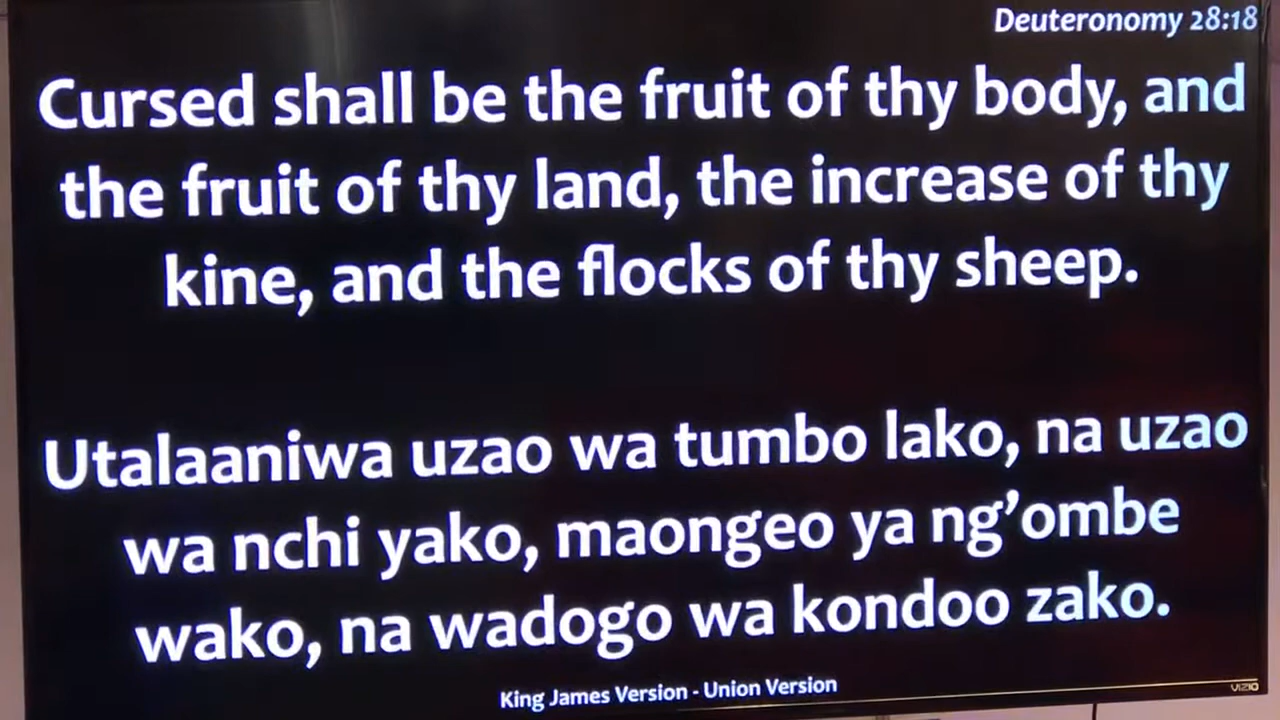 Deuteronomy 28:18
Cursed shall be the fruit of thy body, and
the fruit of thy land, the increase of thy
kine, and the flocks of thy sheep.
Utalaaniwa uzao wa tumbo lako, na uzao
wa nchi yako, maongeo ya ng’ombe
wako, na wadogo wa kondoo zako.
King James Version - Union Version
VIZIO